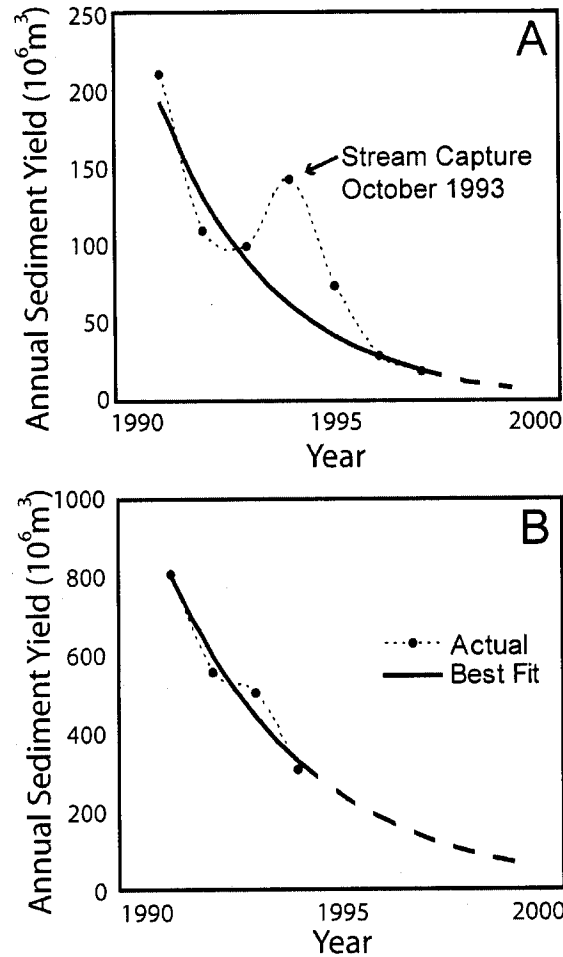 A
Annual Sediment Yield (10⁶m³)
250
200
150
100
50
0
Stream Capture
October 1993
1990
1995
2000
Year
B
Annual Sediment Yield (10⁶m³)
1000
800
600
400
200
0
Actual
Best Fit
1990
1995
2000
Year